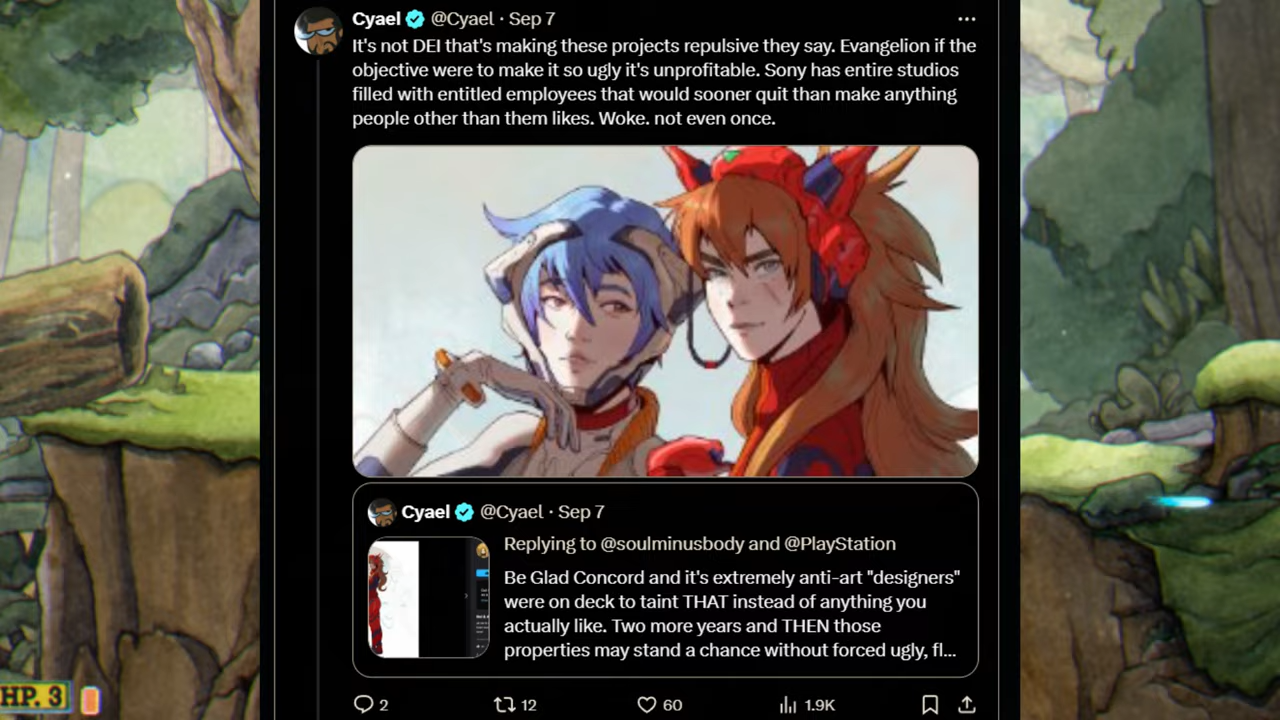 Cyael @Cyael · Sep 7
It's not DEI that's making these projects repulsive they say. Evangelion if the
objective were to make it so ugly it's unprofitable. Sony has entire studios
filled with entitled employees that would sooner quit than make anything
people other than them likes. Woke. not even once.
Cyael @Cyael · Sep 7
Replying to @soulminusbody and @PlayStation
Be Glad Concord and it's extremely anti-art "designers"
were on deck to taint THAT instead of anything you
actually like. Two more years and THEN those
properties may stand a chance without forced ugly, fl...
2 12 60 1.9K
HP. 3